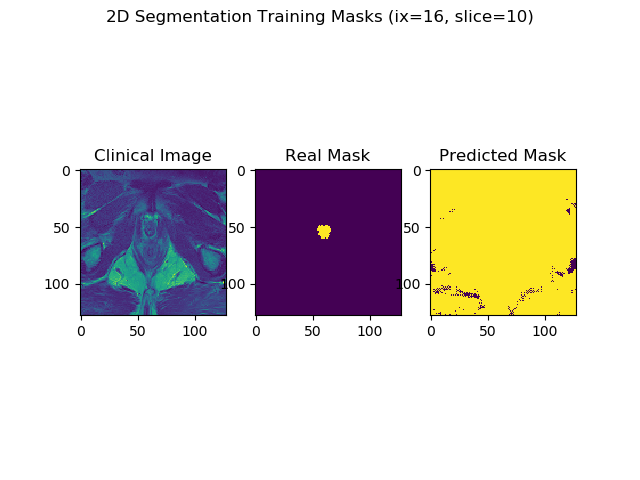 2D Segmentation Training Masks (ix=16, slice=10)
Clinical Image Real Mask Predicted Mask
0 0 0
50 50 50
100 100 100
0 50 100 0 50 100 0 50 100